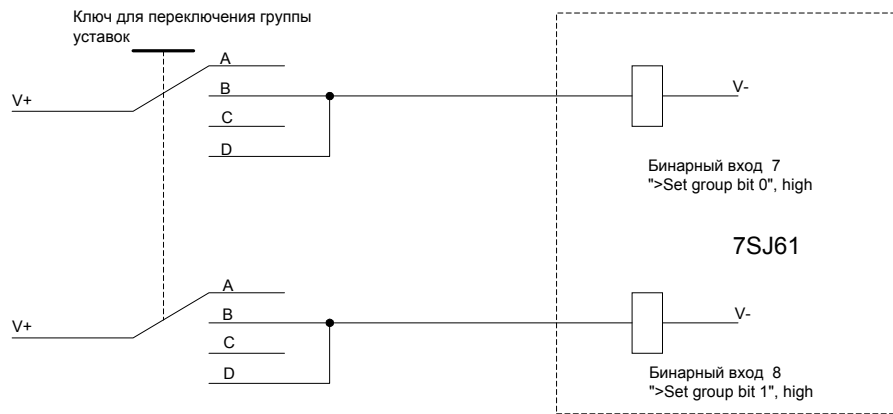 Ключ для переключения группы
уставок
A
V+
B
V-
C
D
Бинарный вход 7
">Set group bit 0", high
7SJ61
A
V+
B
V-
C
D
Бинарный вход 8
">Set group bit 1", high